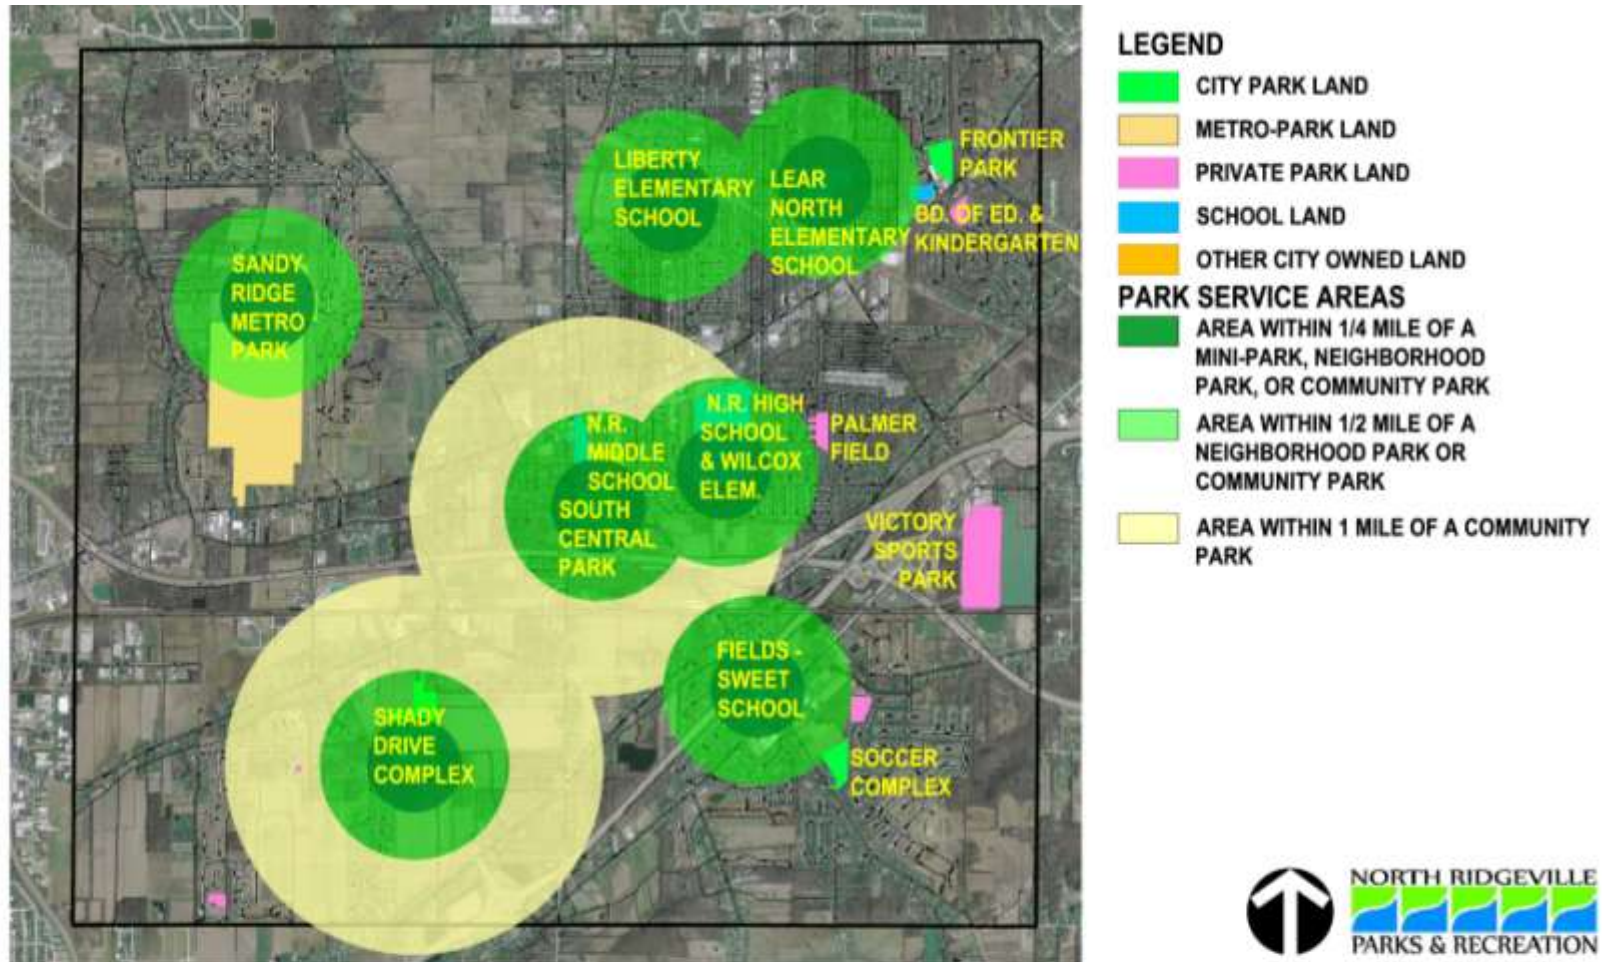 LIBERTY
ELEMENTARY
SCHOOL
LEAR
NORTH
ELEMENTARY
SCHOOL
FRONTIER
PARK
BD. OF ED. &
KINDERGARTEN
SANDY
RIDGE
METRO
PARK
N.R.
MIDDLE
SCHOOL
SOUTH
CENTRAL
PARK
N.R. HIGH
SCHOOL
& WILCOX
ELEM.
PALMER
FIELD
VICTORY
SPORTS
PARK
FIELDS -
SWEET
SCHOOL
SHADY
DRIVE
COMPLEX
SOCCER
COMPLEX
LEGEND
CITY PARK LAND
METRO-PARK LAND
PRIVATE PARK LAND
SCHOOL LAND
OTHER CITY OWNED LAND
PARK SERVICE AREAS
AREA WITHIN 1/4 MILE OF A
MINI-PARK, NEIGHBORHOOD
PARK, OR COMMUNITY PARK
AREA WITHIN 1/2 MILE OF A
NEIGHBORHOOD PARK OR
COMMUNITY PARK
AREA WITHIN 1 MILE OF A COMMUNITY
PARK
NORTH RIDGEVILLE
PARKS & RECREATION